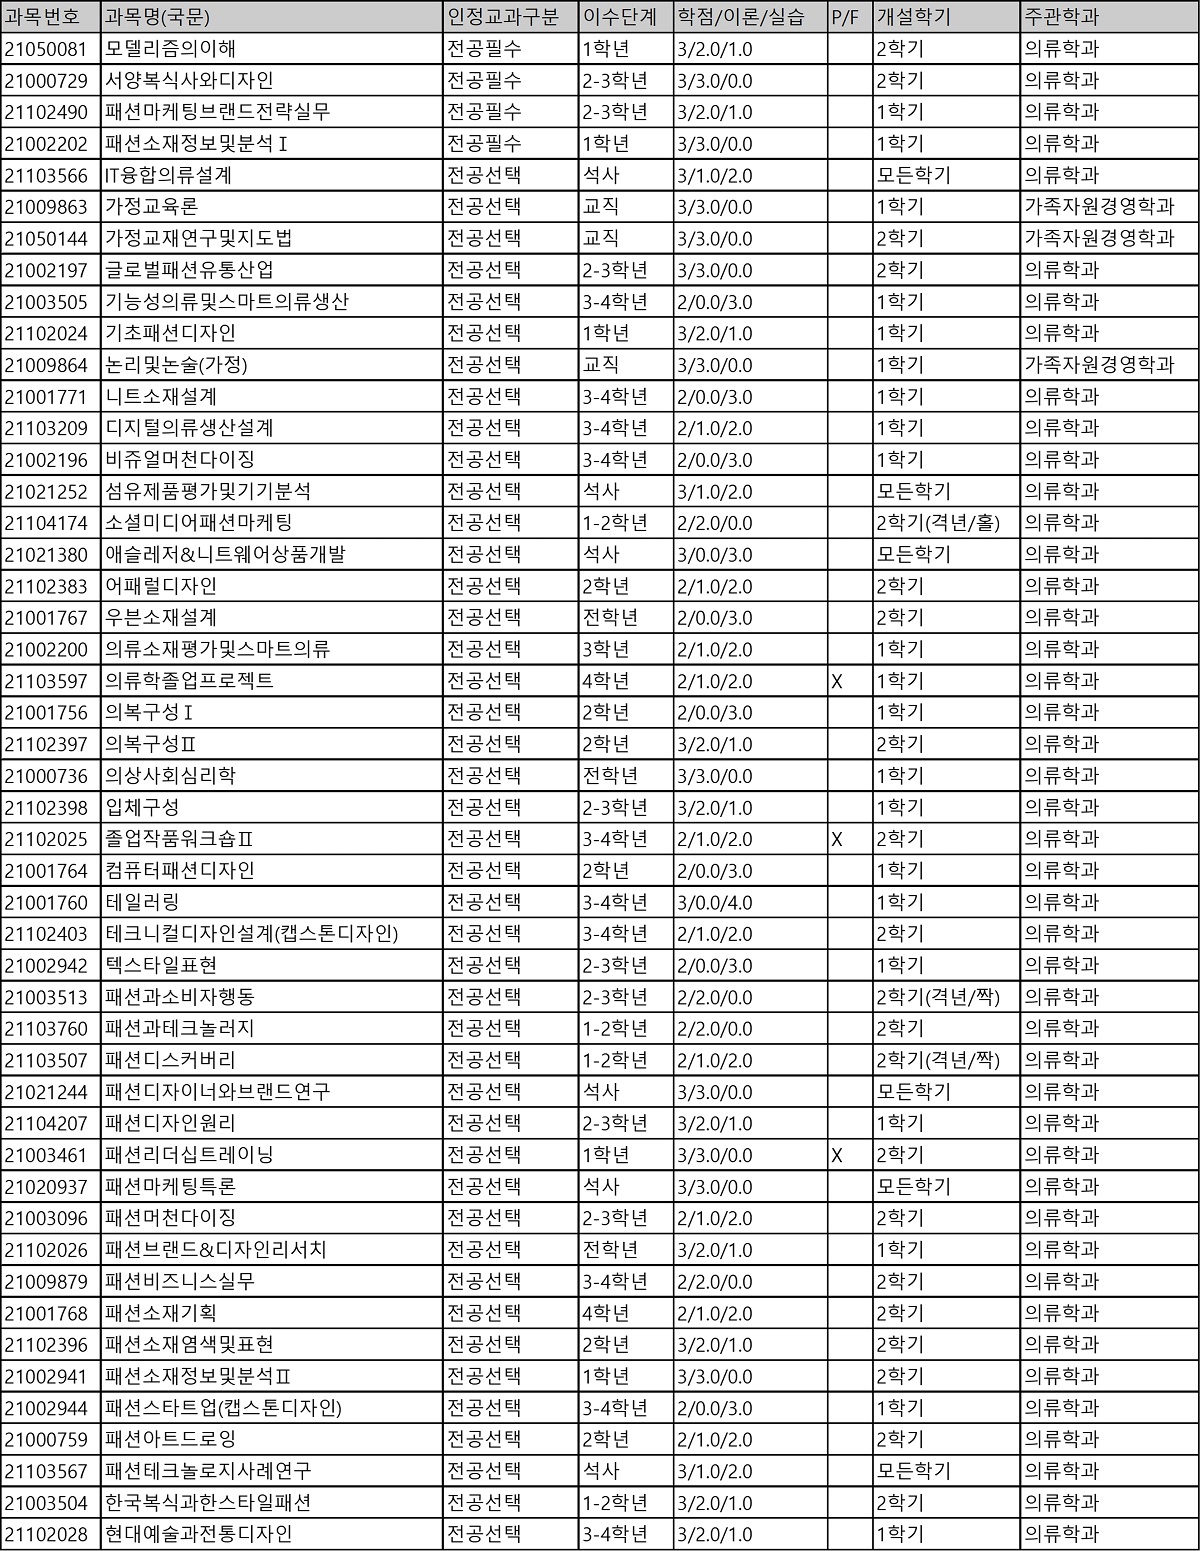 과목번호 과목명(국문) 인정교과구분 이수단계 학점/이론/실습 P/F 개설학기 주관학과
21050081 모델리즘의이해 전공필수 1학년 3/2.0/1.0 2학기 의류학과
21000729 서양복식사와디자인 전공필수 2-3학년 3/3.0/0.0 2학기 의류학과
21102490 패션마케팅브랜드전략실무 전공필수 2-3학년 3/2.0/1.0 1학기 의류학과
21002202 패션소재정보및분석Ⅰ 전공필수 1학년 3/3.0/0.0 1학기 의류학과
21103566 IT융합의류설계 전공선택 석사 3/1.0/2.0 모든학기 의류학과
21009863 가정교육론 전공선택 교직 3/3.0/0.0 1학기 가족자원경영학과
21050144 가정교재연구및지도법 전공선택 교직 3/3.0/0.0 2학기 가족자원경영학과
21002197 글로벌패션유통산업 전공선택 2-3학년 3/3.0/0.0 2학기 의류학과
21003505 기능성의류및스마트의류생산 전공선택 3-4학년 2/0.0/3.0 1학기 의류학과
21102024 기초패션디자인 전공선택 1학년 3/2.0/1.0 1학기 의류학과
21009864 논리및논술(가정) 전공선택 교직 3/3.0/0.0 1학기 가족자원경영학과
21001771 니트소재설계 전공선택 3-4학년 2/0.0/3.0 1학기 의류학과
21103209 디지털의류생산설계 전공선택 3-4학년 2/1.0/2.0 1학기 의류학과
21002196 비쥬얼머천다이징 전공선택 3-4학년 2/0.0/3.0 1학기 의류학과
21021252 섬유제품평가및기기분석 전공선택 석사 3/1.0/2.0 모든학기 의류학과
21104174 소셜미디어패션마케팅 전공선택 1-2학년 2/2.0/0.0 2학기(격년/홀) 의류학과
21021380 애슬레저&니트웨어상품개발 전공선택 석사 3/0.0/3.0 모든학기 의류학과
21102383 어패럴디자인 전공선택 2학년 2/1.0/2.0 2학기 의류학과
21001767 우븐소재설계 전공선택 전학년 2/0.0/3.0 2학기 의류학과
21002200 의류소재평가및스마트의류 전공선택 3학년 2/1.0/2.0 1학기 의류학과
21103597 의류학졸업프로젝트 전공선택 4학년 2/1.0/2.0 X 1학기 의류학과
21001756 의복구성Ⅰ 전공선택 2학년 2/0.0/3.0 1학기 의류학과
21102397 의복구성Ⅱ 전공선택 2학년 3/2.0/1.0 2학기 의류학과
21000736 의상사회심리학 전공선택 전학년 3/3.0/0.0 1학기 의류학과
21102398 입체구성 전공선택 2-3학년 3/2.0/1.0 1학기 의류학과
21102025 졸업작품워크숍Ⅱ 전공선택 3-4학년 2/1.0/2.0 X 2학기 의류학과
21001764 컴퓨터패션디자인 전공선택 2학년 2/0.0/3.0 1학기 의류학과
21001760 테일러링 전공선택 3-4학년 3/0.0/4.0 1학기 의류학과
21102403 테크니컬디자인설계(캡스톤디자인) 전공선택 3-4학년 2/1.0/2.0 2학기 의류학과
21002942 텍스타일표현 전공선택 2-3학년 2/0.0/3.0 1학기 의류학과
21003513 패션과소비자행동 전공선택 2-3학년 2/2.0/0.0 2학기(격년/짝) 의류학과
21103760 패션과테크놀러지 전공선택 1-2학년 2/2.0/0.0 2학기 의류학과
21103507 패션디스커버리 전공선택 1-2학년 2/1.0/2.0 2학기(격년/짝) 의류학과
21021244 패션디자이너와브랜드연구 전공선택 석사 3/3.0/0.0 모든학기 의류학과
21104207 패션디자인원리 전공선택 2-3학년 3/2.0/1.0 1학기 의류학과
21003461 패션리더십트레이닝 전공선택 1학년 3/3.0/0.0 X 2학기 의류학과
21020937 패션마케팅특론 전공선택 석사 3/3.0/0.0 모든학기 의류학과
21003096 패션머천다이징 전공선택 2-3학년 2/1.0/2.0 2학기 의류학과
21102026 패션브랜드&디자인리서치 전공선택 전학년 3/2.0/1.0 1학기 의류학과
21009879 패션비즈니스실무 전공선택 3-4학년 2/2.0/0.0 2학기 의류학과
21001768 패션소재기획 전공선택 4학년 2/1.0/2.0 2학기 의류학과
21102396 패션소재염색및표현 전공선택 2학년 3/2.0/1.0 2학기 의류학과
21002941 패션소재정보및분석Ⅱ 전공선택 1학년 3/3.0/0.0 2학기 의류학과
21002944 패션스타트업(캡스톤디자인) 전공선택 3-4학년 2/0.0/3.0 1학기 의류학과
21000759 패션아트드로잉 전공선택 2학년 2/1.0/2.0 2학기 의류학과
21103567 패션테크놀로지사례연구 전공선택 석사 3/1.0/2.0 모든학기 의류학과
21003504 한국복식과한스타일패션 전공선택 1-2학년 3/2.0/1.0 2학기 의류학과
21102028 현대예술과전통디자인 전공선택 3-4학년 3/2.0/1.0 1학기 의류학과